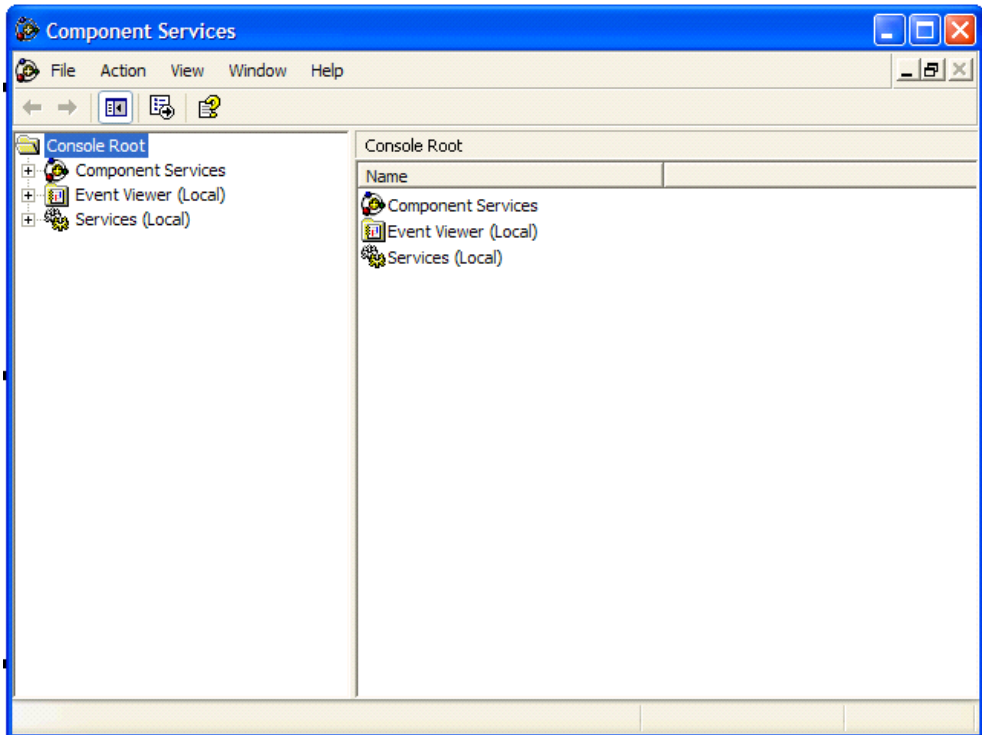 Component Services
File Action View Window Help
Console Root
Component Services
Event Viewer (Local)
Services (Local)
Console Root
Name
Component Services
Event Viewer (Local)
Services (Local)